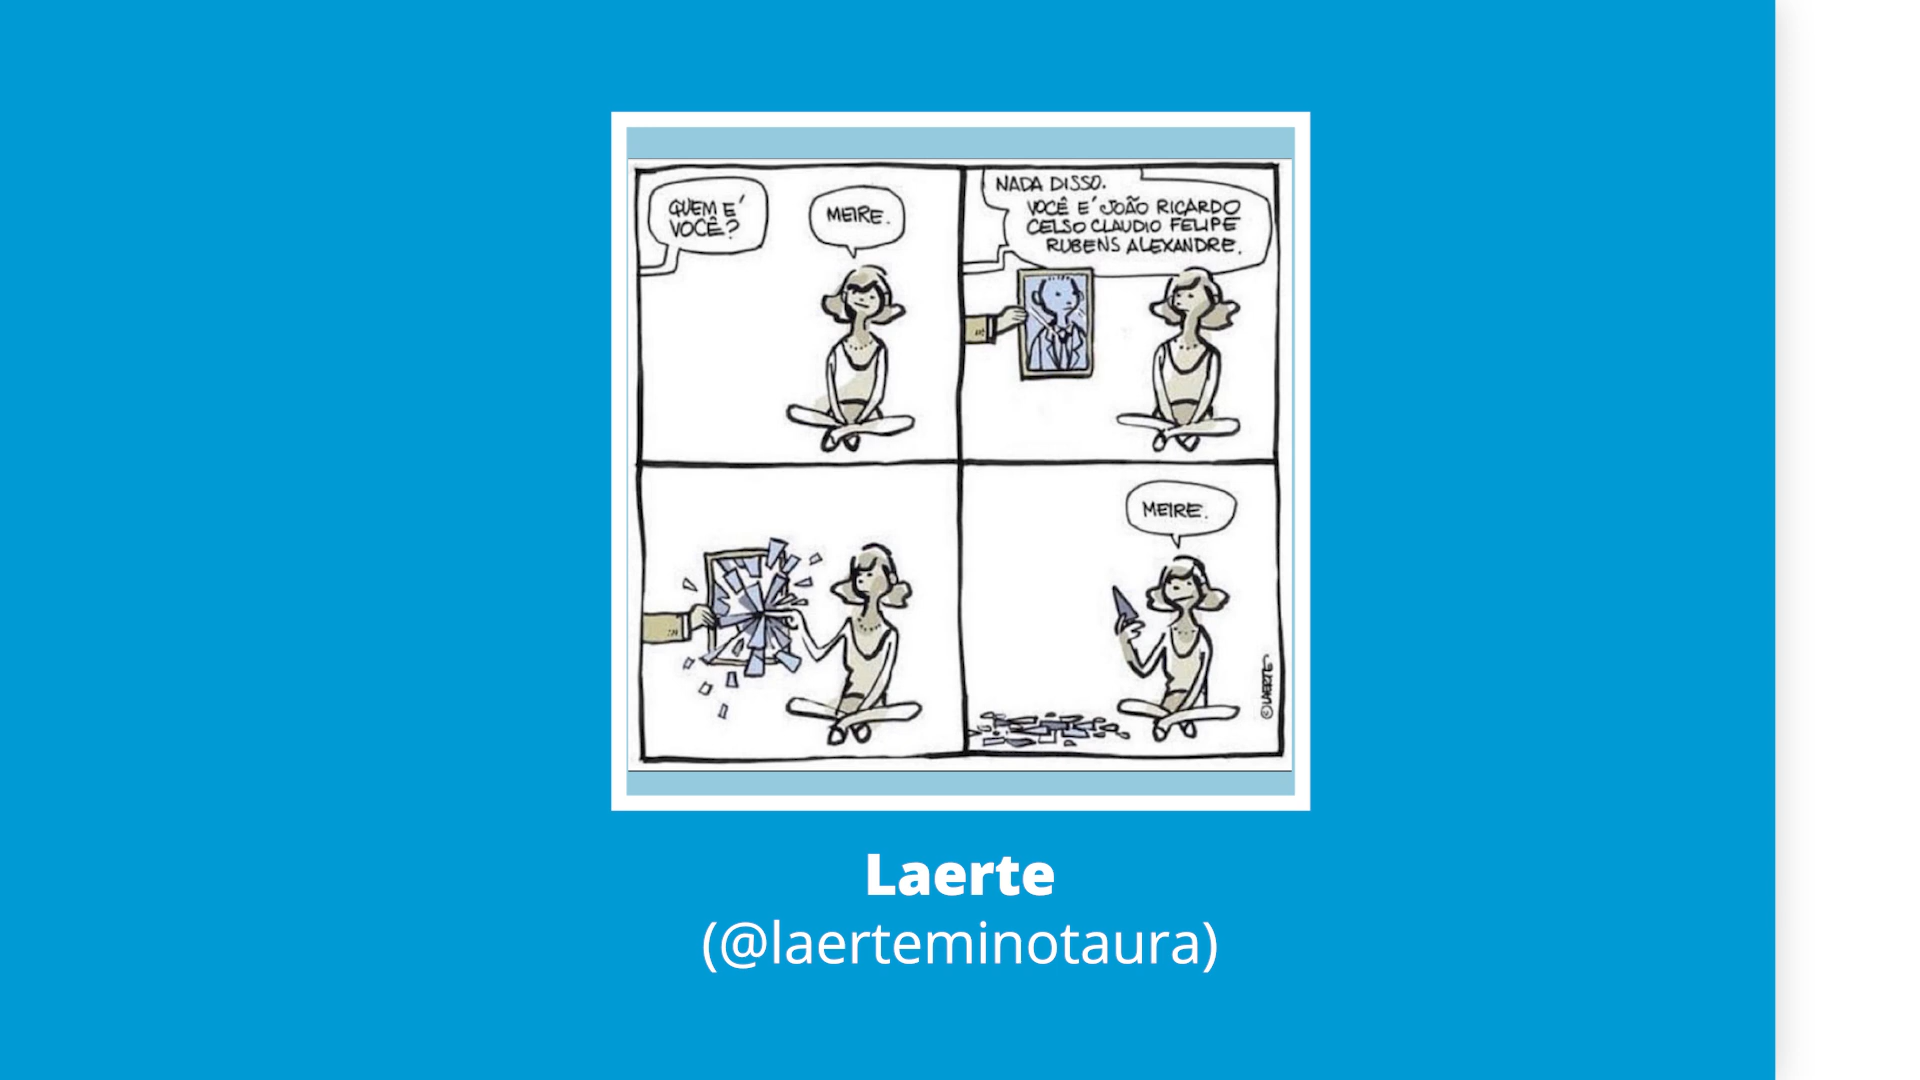 QUEM E'
VOCÊ?
MEIRE.
NADA DISSO.
VOCÊ E' JOÃO RICARDO
CELSO CLAUDIO FELIPE
RUBENS ALEXANDRE.
MEIRE.
©LAERTE
Laerte
(@laerteminotaura)